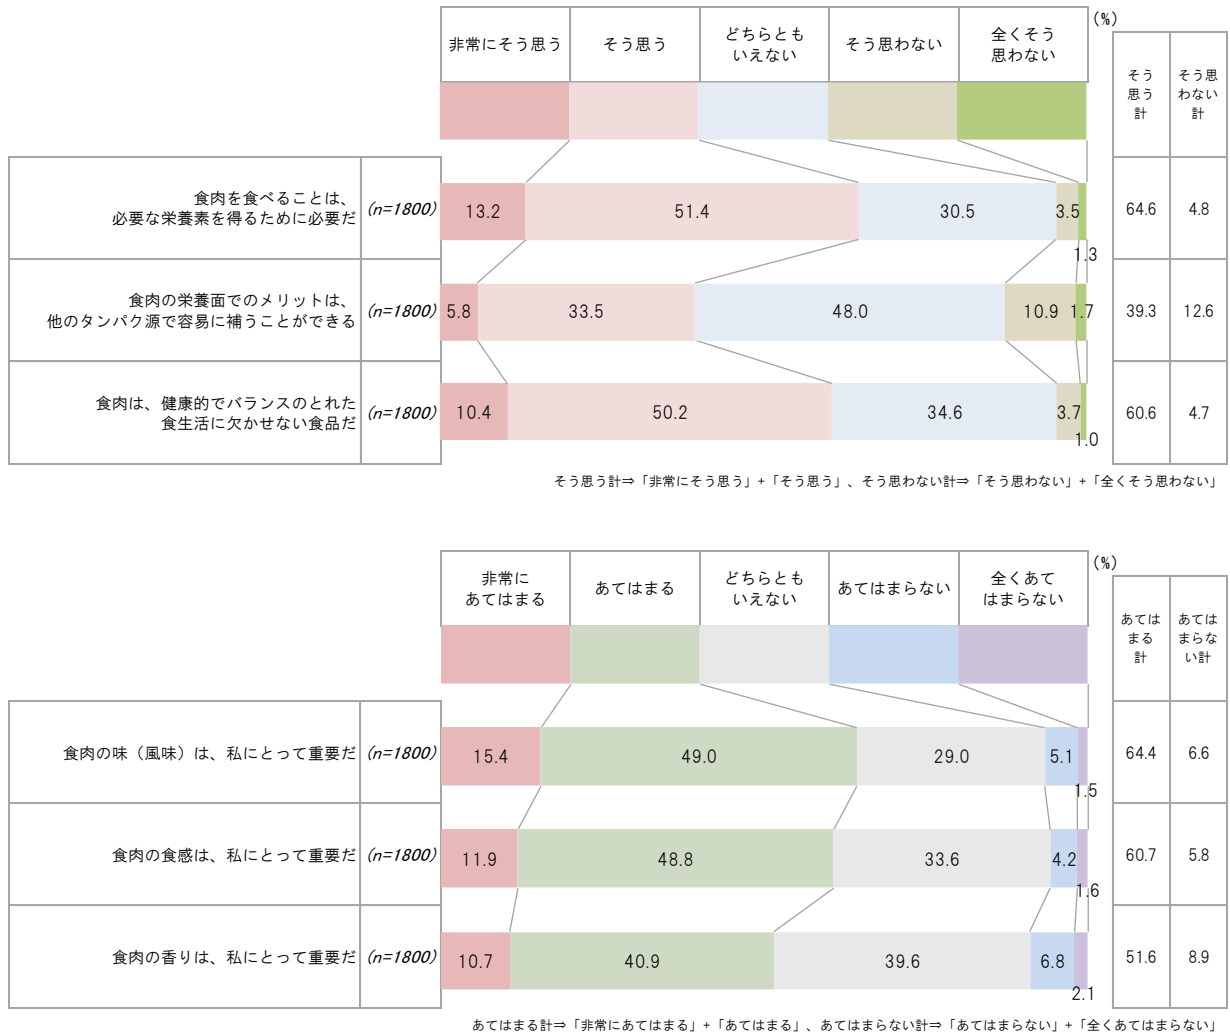 (%)
非常にそう思う
そう思う
どちらとも
いえない
そう思わない
全くそう
思わない
そう
思う
計
そう思
わない
計
食肉を食べることは、
必要な栄養素を得るために必要だ
(n=1800)
13.2
51.4
30.5
3.5
1.3
64.6
4.8
食肉の栄養面でのメリットは、
他のタンパク源で容易に補うことができる
(n=1800)
5.8
33.5
48.0
10.9
1.7
39.3
12.6
食肉は、健康的でバランスのとれた
食生活に欠かせない食品だ
(n=1800)
10.4
50.2
34.6
3.7
1.0
60.6
4.7
そう思う計⇒「非常にそう思う」+「そう思う」、そう思わない計⇒「そう思わない」+「全くそう思わない」
(%)
非常に
あてはまる
あてはまる
どちらとも
いえない
あてはまらない
全くあて
はまらない
あては
まる
計
あては
まらな
い計
食肉の味（風味）は、私にとって重要だ
(n=1800)
15.4
49.0
29.0
5.1
1.5
64.4
6.6
食肉の食感は、私にとって重要だ
(n=1800)
11.9
48.8
33.6
4.2
1.6
60.7
5.8
食肉の香りは、私にとって重要だ
(n=1800)
10.7
40.9
39.6
6.8
2.1
51.6
8.9
あてはまる計⇒「非常にあてはまる」+「あてはまる」、あてはまらない計⇒「あてはまらない」+「全くあてはまらない」